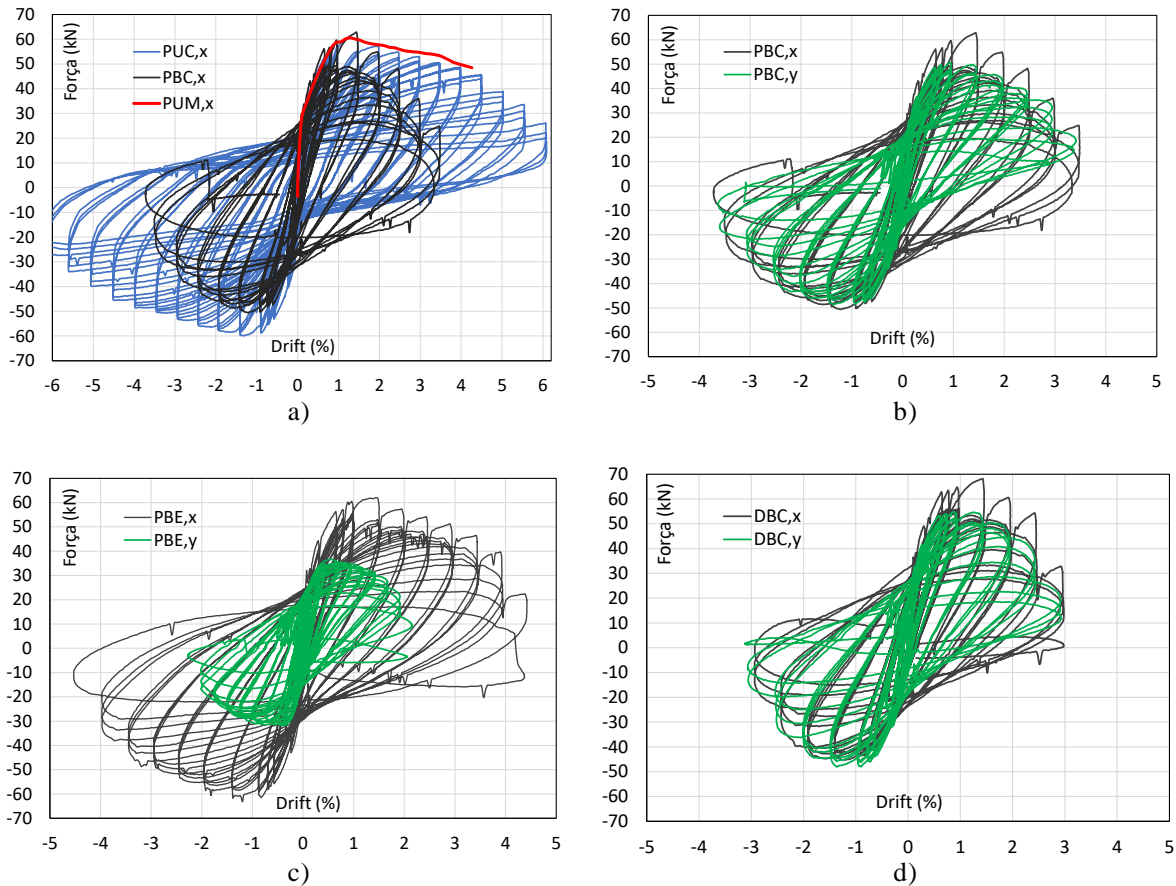 70
60
50
40
30
20
10
0
-10
-20
-30
-40
-50
-60
-70
Força (kN)
PUC,x
PBC,x
PUM,x
Drift (%)
-6 -5 -4 -3 -2 -1 0 1 2 3 4 5 6
a)
70
60
50
40
30
20
10
0
-10
-20
-30
-40
-50
-60
-70
Força (kN)
PBC,x
PBC,y
Drift (%)
-5 -4 -3 -2 -1 0 1 2 3 4 5
b)
70
60
50
40
30
20
10
0
-10
-20
-30
-40
-50
-60
-70
Força (kN)
PBE,x
PBE,y
Drift (%)
-5 -4 -3 -2 -1 0 1 2 3 4 5
c)
70
60
50
40
30
20
10
0
-10
-20
-30
-40
-50
-60
-70
Força (kN)
DBC,x
DBC,y
Drift (%)
-5 -4 -3 -2 -1 0 1 2 3 4 5
d)